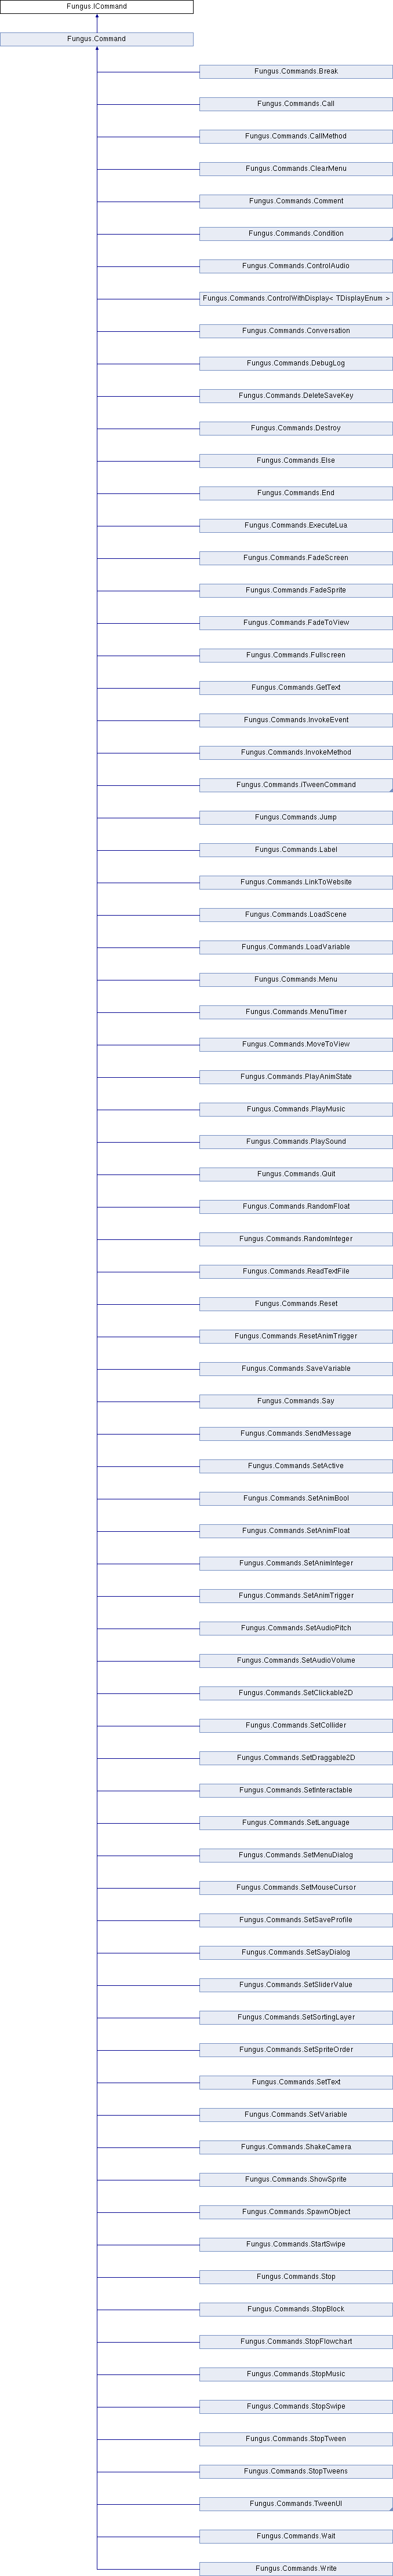 Fungus.ICommand
Fungus.Command
Fungus.Commands.Break
Fungus.Commands.Call
Fungus.Commands.CallMethod
Fungus.Commands.ClearMenu
Fungus.Commands.Comment
Fungus.Commands.Condition
Fungus.Commands.ControlAudio
Fungus.Commands.ControlWithDisplay< TDisplayEnum >
Fungus.Commands.Conversation
Fungus.Commands.DebugLog
Fungus.Commands.DeleteSaveKey
Fungus.Commands.Destroy
Fungus.Commands.Else
Fungus.Commands.End
Fungus.Commands.ExecuteLua
Fungus.Commands.FadeScreen
Fungus.Commands.FadeSprite
Fungus.Commands.FadeToView
Fungus.Commands.Fullscreen
Fungus.Commands.GetText
Fungus.Commands.InvokeEvent
Fungus.Commands.InvokeMethod
Fungus.Commands.iTweenCommand
Fungus.Commands.Jump
Fungus.Commands.Label
Fungus.Commands.LinkToWebsite
Fungus.Commands.LoadScene
Fungus.Commands.LoadVariable
Fungus.Commands.Menu
Fungus.Commands.MenuTimer
Fungus.Commands.MoveToView
Fungus.Commands.PlayAnimState
Fungus.Commands.PlayMusic
Fungus.Commands.PlaySound
Fungus.Commands.Quit
Fungus.Commands.RandomFloat
Fungus.Commands.RandomInteger
Fungus.Commands.ReadTextFile
Fungus.Commands.Reset
Fungus.Commands.ResetAnimTrigger
Fungus.Commands.SaveVariable
Fungus.Commands.Say
Fungus.Commands.SendMessage
Fungus.Commands.SetActive
Fungus.Commands.SetAnimBool
Fungus.Commands.SetAnimFloat
Fungus.Commands.SetAnimInteger
Fungus.Commands.SetAnimTrigger
Fungus.Commands.SetAudioPitch
Fungus.Commands.SetAudioVolume
Fungus.Commands.SetClickable2D
Fungus.Commands.SetCollider
Fungus.Commands.SetDraggable2D
Fungus.Commands.SetInteractable
Fungus.Commands.SetLanguage
Fungus.Commands.SetMenuDialog
Fungus.Commands.SetMouseCursor
Fungus.Commands.SetSaveProfile
Fungus.Commands.SetSayDialog
Fungus.Commands.SetSliderValue
Fungus.Commands.SetSortingLayer
Fungus.Commands.SetSpriteOrder
Fungus.Commands.SetText
Fungus.Commands.SetVariable
Fungus.Commands.ShakeCamera
Fungus.Commands.ShowSprite
Fungus.Commands.SpawnObject
Fungus.Commands.StartSwipe
Fungus.Commands.Stop
Fungus.Commands.StopBlock
Fungus.Commands.StopFlowchart
Fungus.Commands.StopMusic
Fungus.Commands.StopSwipe
Fungus.Commands.StopTween
Fungus.Commands.StopTweens
Fungus.Commands.TweenUI
Fungus.Commands.Wait
Fungus.Commands.Write